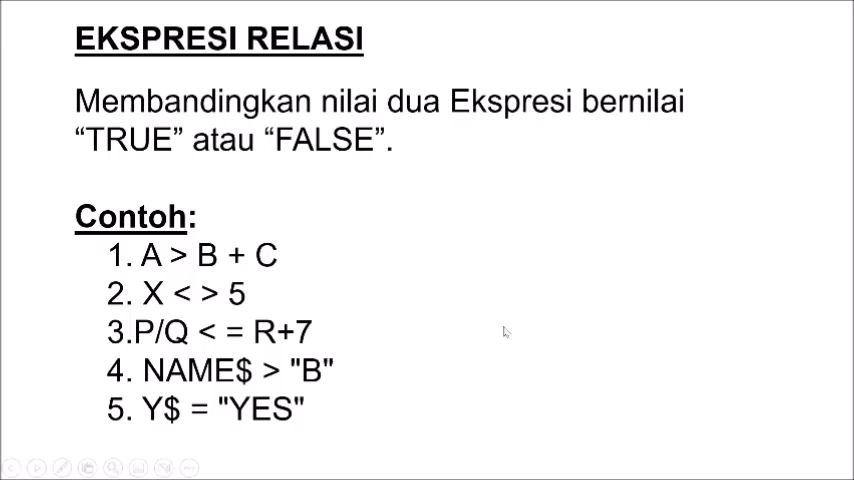 EKSPRESI RELASI
Membandingkan nilai dua Ekspresi bernilai
“TRUE” atau “FALSE”.
Contoh:
1. A > B + C
2. X < > 5
3.P/Q < = R+7
4. NAME$ > "B"
5. Y$ = "YES"